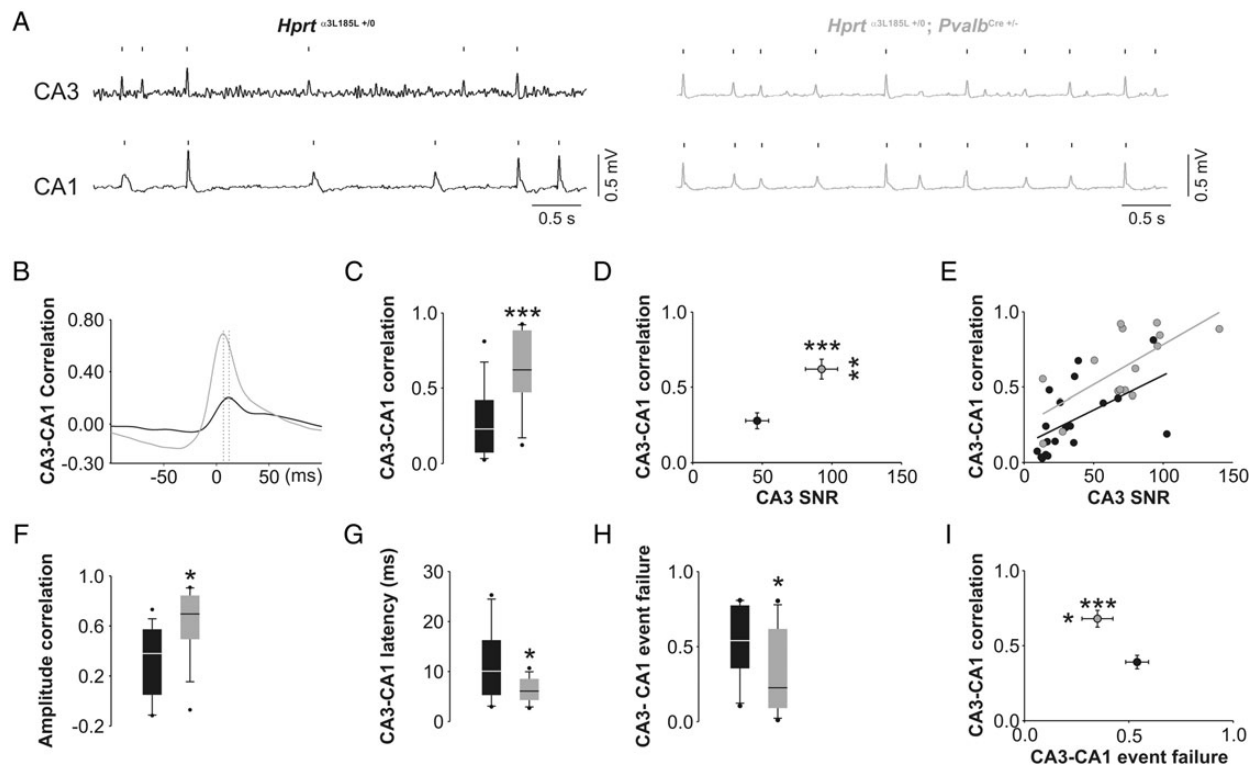 A
Hprt α3L185L +/0
Hprt α3L185L +/0; PvalbCre +/-
CA3
CA1
0.5 mV
0.5 s
0.5 mV
0.5 s
B
CA3-CA1 Correlation
0.80
0.40
0.00
-0.30
-50
0
50
(ms)
C
CA3-CA1 correlation
1.0
0.5
0.0
***
D
CA3-CA1 correlation
1.0
0.5
0.0
***
**
0
50
100
150
CA3 SNR
E
CA3-CA1 correlation
1.0
0.5
0.0
0
50
100
150
CA3 SNR
F
Amplitude correlation
1.0
0.6
0.2
-0.2
*
G
CA3-CA1 latency (ms)
30
20
10
0
*
H
CA3- CA1 event failure
1.0
0.5
0.0
*
I
CA3-CA1 correlation
1.0
0.5
0.0
* ***
0.0
0.5
1.0
CA3-CA1 event failure